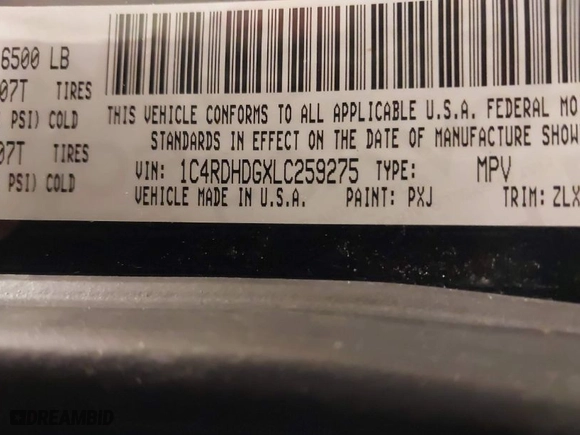 6500 LB
07T TIRES
PSI) COLD
07T TIRES
PSI) COLD
THIS VEHICLE CONFORMS TO ALL APPLICABLE U.S.A. FEDERAL MO
STANDARDS IN EFFECT ON THE DATE OF MANUFACTURE SHOW
VIN: 1C4RDHDGXLC259275 TYPE: MPV
VEHICLE MADE IN U.S.A. PAINT: PXJ TRIM: ZLX
DREAMBID